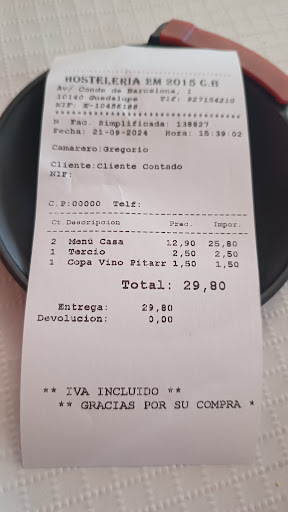 HOSTELERIA 2M 2015 C.B
Av/ Conde de Barcelona, 1
10140 Guadalupe Tlf: 927154210
NIF: E-10456188
N Fac. Simplificada: 138827
Fecha: 21-09-2024 Hora: 15:39:02
Camarero:Gregorio
Cliente:Cliente Contado
NIF:
C.P:00000 Telf:
Ct Descripcion Prec. Impor.
2 Menú Casa 12,90 25,80
1 Tercio 2,50 2,50
1 Copa Vino Pitarr 1,50 1,50
Total: 29,80
Entrega: 29,80
Devolucion: 0,00
** IVA INCLUIDO **
** GRACIAS POR SU COMPRA *